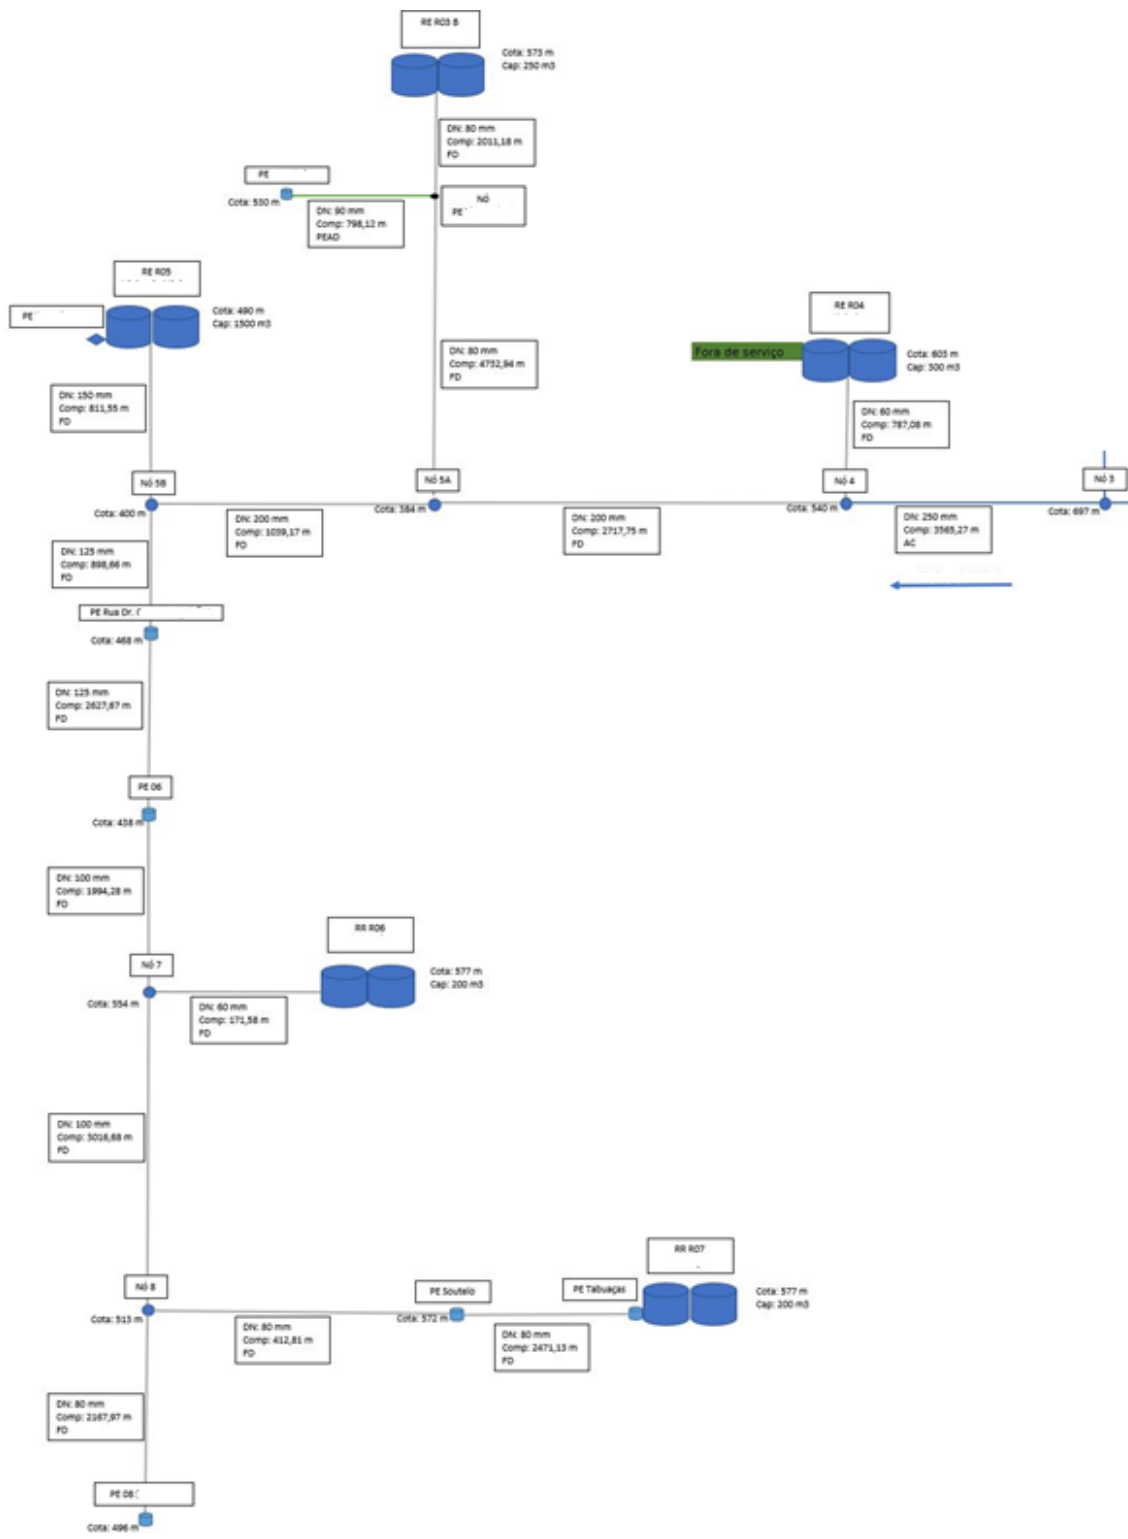 RE R03 B
Cota: 573 m
Cap: 250 m3
DN: 80 mm
Comp: 2011,18 m
FD
PE
Cota: 530 m
DN: 90 mm
Comp: 798,12 m
PEAD
NÓ
PE
RE R05
PE
Cota: 490 m
Cap: 1500 m3
RE R04
Fora de serviço
Cota: 603 m
Cap: 300 m3
DN: 80 mm
Comp: 4732,94 m
FD
DN: 150 mm
Comp: 811,55 m
FD
DN: 60 mm
Comp: 787,08 m
FD
Nó 5B
Nó 5A
Nó 4
Nó 3
Cota: 400 m
Cota: 384 m
Cota: 540 m
Cota: 697 m
DN: 200 mm
Comp: 1039,17 m
FD
DN: 200 mm
Comp: 2717,75 m
FD
DN: 250 mm
Comp: 3565,27 m
AC
DN: 125 mm
Comp: 898,66 m
FD
PE Rua Dr.
Cota: 468 m
DN: 125 mm
Comp: 2627,67 m
FD
PE 06
Cota: 438 m
DN: 100 mm
Comp: 1994,28 m
FD
RR R06
Cota: 577 m
Cap: 200 m3
Nó 7
Cota: 554 m
DN: 60 mm
Comp: 171,58 m
FD
DN: 100 mm
Comp: 3016,68 m
FD
RR R07
Cota: 577 m
Cap: 200 m3
Nó 8
PE Soutelo
PE Tabuaças
Cota: 513 m
Cota: 572 m
DN: 80 mm
Comp: 412,81 m
FD
DN: 80 mm
Comp: 2471,13 m
FD
DN: 80 mm
Comp: 2167,97 m
FD
PE 08
Cota: 496 m